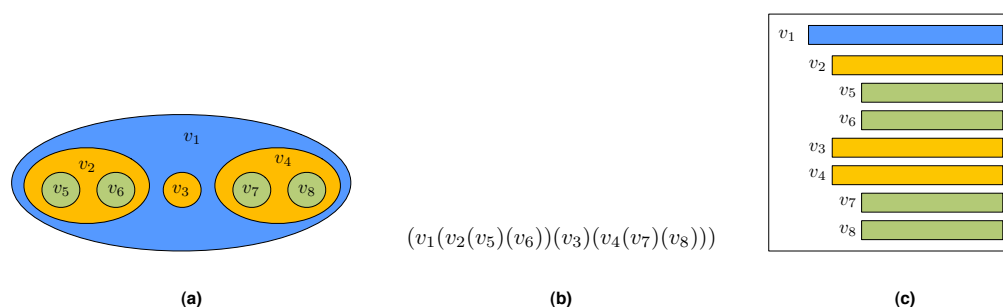 v₁
v₂ v₄
v₅ v₆ v₃ v₇ v₈
(a)
(v₁(v₂(v₅)(v₆))(v₃)(v₄(v₇)(v₈)))
(b)
v₁
v₂
v₅
v₆
v₃
v₄
v₇
v₈
(c)